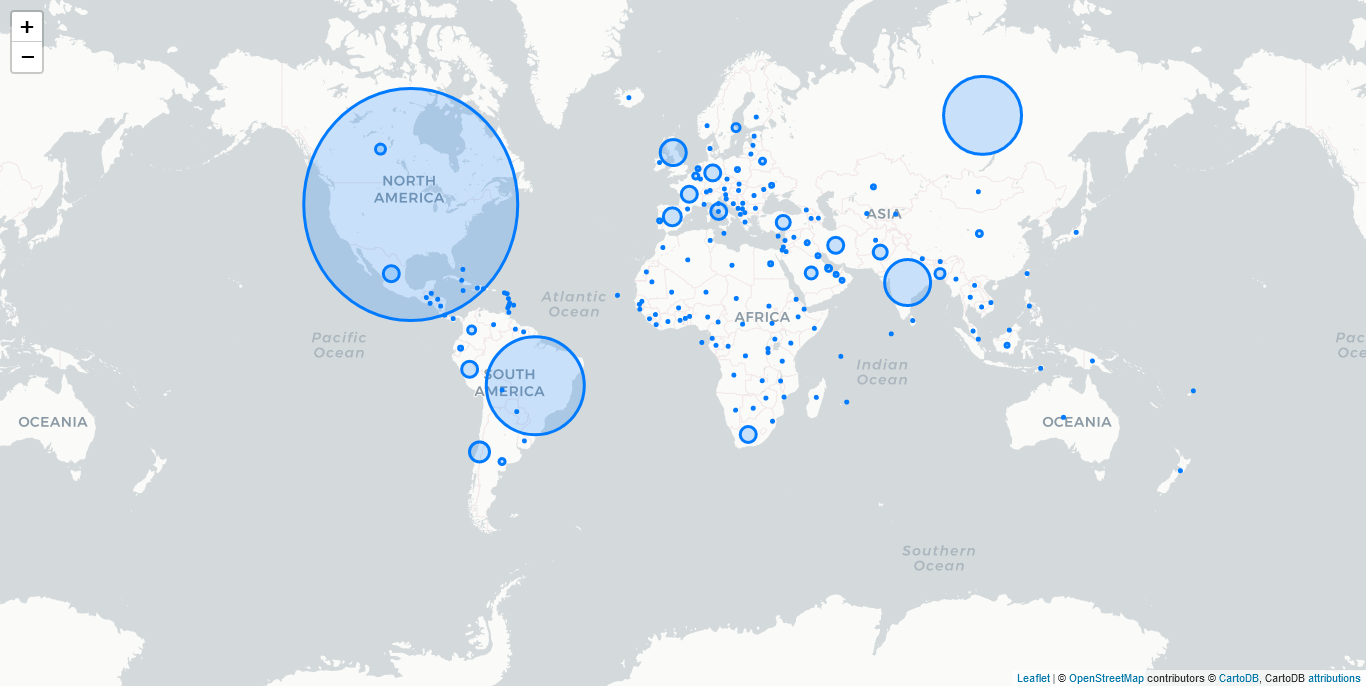 +
−
NORTH
AMERICA
ASIA
Atlantic
Ocean
AFRICA
Pacific
Ocean
Pac
Oce
Indian
Ocean
SOUTH
AMERICA
OCEANIA
OCEANIA
Southern
Ocean
Leaflet | © OpenStreetMap contributors © CartoDB, CartoDB attributions